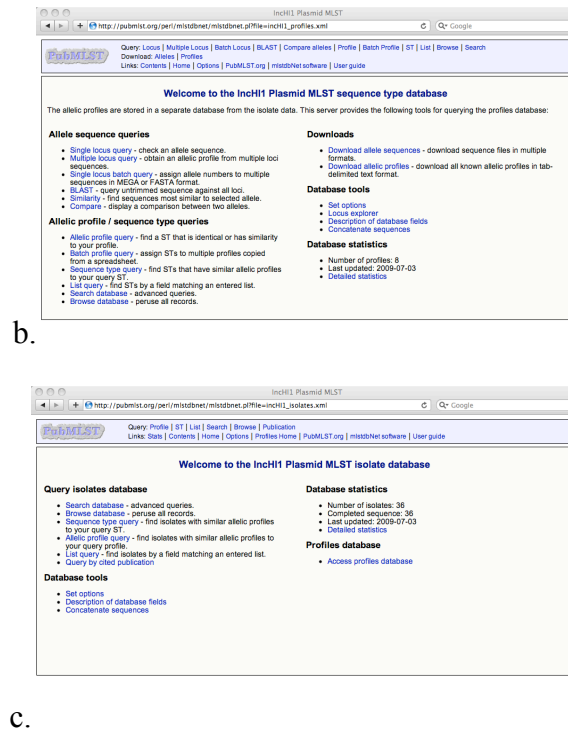 IncHI1 Plasmid MLST
http://pubmlst.org/perl/mlstdbnet/mlstdbnet.pl?file=incHI1_profiles.xml
Google
PubMLST
Query: Locus | Multiple Locus | Batch Locus | BLAST | Compare alleles | Profile | Batch Profile | ST | List | Browse | Search
Download: Alleles | Profiles
Links: Contents | Home | Options | PubMLST.org | mlstdbNet software | User guide
Welcome to the IncHI1 Plasmid MLST sequence type database
The allelic profiles are stored in a separate database from the isolate data. This server provides the following tools for querying the profiles database:
Allele sequence queries
• Single locus query - check an allele sequence.
• Multiple locus query - obtain an allelic profile from multiple loci
sequences.
• Single locus batch query - assign allele numbers to multiple
sequences in MEGA or FASTA format.
• BLAST - query untrimmed sequence against all loci.
• Similarity - find sequences most similar to selected allele.
• Compare - display a comparison between two alleles.
Allelic profile / sequence type queries
• Allelic profile query - find a ST that is identical or has similarity
to your profile.
• Batch profile query - assign STs to multiple profiles copied
from a spreadsheet.
• Sequence type query - find STs that have similar allelic profiles
to your query ST.
• List query - find STs by a field matching an entered list.
• Search database - advanced queries.
• Browse database - peruse all records.
Downloads
• Download allele sequences - download sequence files in multiple
formats.
• Download allelic profiles - download all known allelic profiles in tab-
delimited text format.
Database tools
• Set options
• Locus explorer
• Description of database fields
• Concatenate sequences
Database statistics
• Number of profiles: 8
• Last updated: 2009-07-03
• Detailed statistics
b.
IncHI1 Plasmid MLST
http://pubmlst.org/perl/mlstdbnet/mlstdbnet.pl?file=incHI1_isolates.xml
Google
PubMLST
Query: Profile | ST | List | Search | Browse | Publication
Links: Stats | Contents | Home | Options | Profiles Home | PubMLST.org | mlstdbNet software | User guide
Welcome to the IncHI1 Plasmid MLST isolate database
Query isolates database
• Search database - advanced queries.
• Browse database - peruse all records.
• Sequence type query - find isolates with similar allelic profiles
to your query ST.
• Allelic profile query - find isolates with similar allelic profiles to
your query profile.
• List query - find isolates by a field matching an entered list.
• Query by cited publication
Database tools
• Set options
• Description of database fields
• Concatenate sequences
Database statistics
• Number of isolates: 36
• Completed sequence: 36
• Last updated: 2009-07-03
• Detailed statistics
Profiles database
• Access profiles database
c.